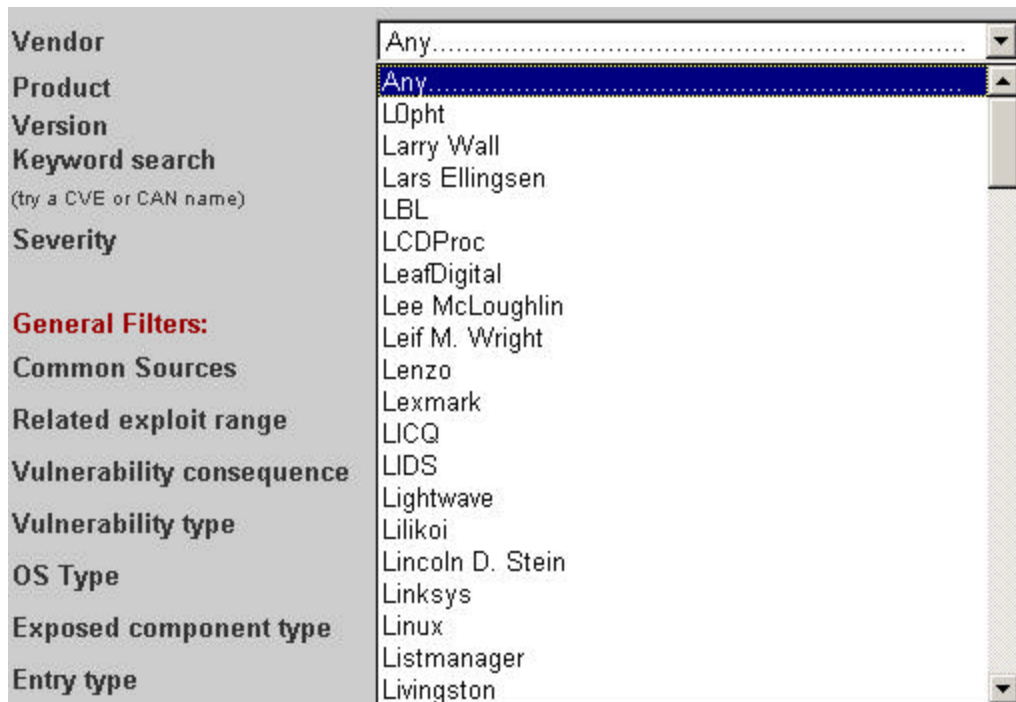 Vendor
Any...................................................................
Product
Version
Keyword search
(try a CVE or CAN name)
Severity
General Filters:
Common Sources
Related exploit range
Vulnerability consequence
Vulnerability type
OS Type
Exposed component type
Entry type
Any...................................................................
L0pht
Larry Wall
Lars Ellingsen
LBL
LCDProc
LeafDigital
Lee McLoughlin
Leif M. Wright
Lenzo
Lexmark
LICQ
LIDS
Lightwave
Lilikoi
Lincoln D. Stein
Linksys
Linux
Listmanager
Livingston